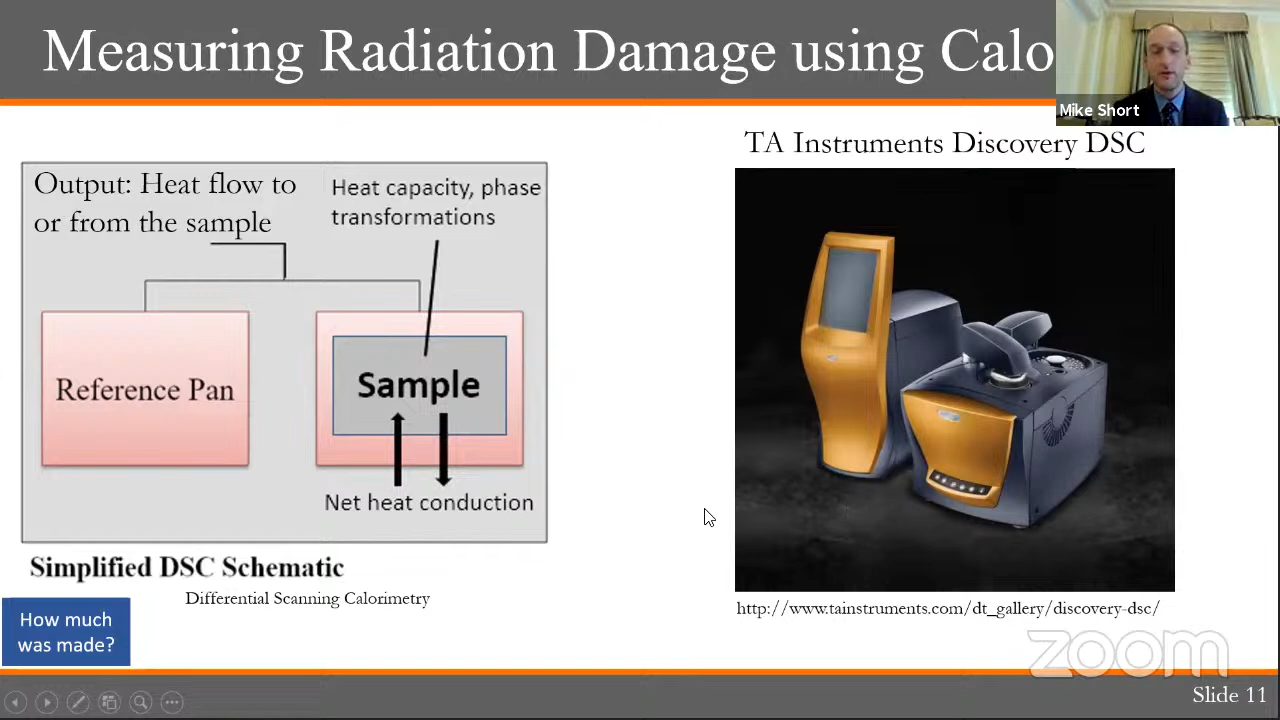 Measuring Radiation Damage using Calo
Mike Short
TA Instruments Discovery DSC
Output: Heat flow to
or from the sample
Heat capacity, phase
transformations
Reference Pan
Sample
Net heat conduction
Simplified DSC Schematic
Differential Scanning Calorimetry
How much
was made?
http://www.tainstruments.com/dt_gallery/discovery-dsc/
zoom
Slide 11